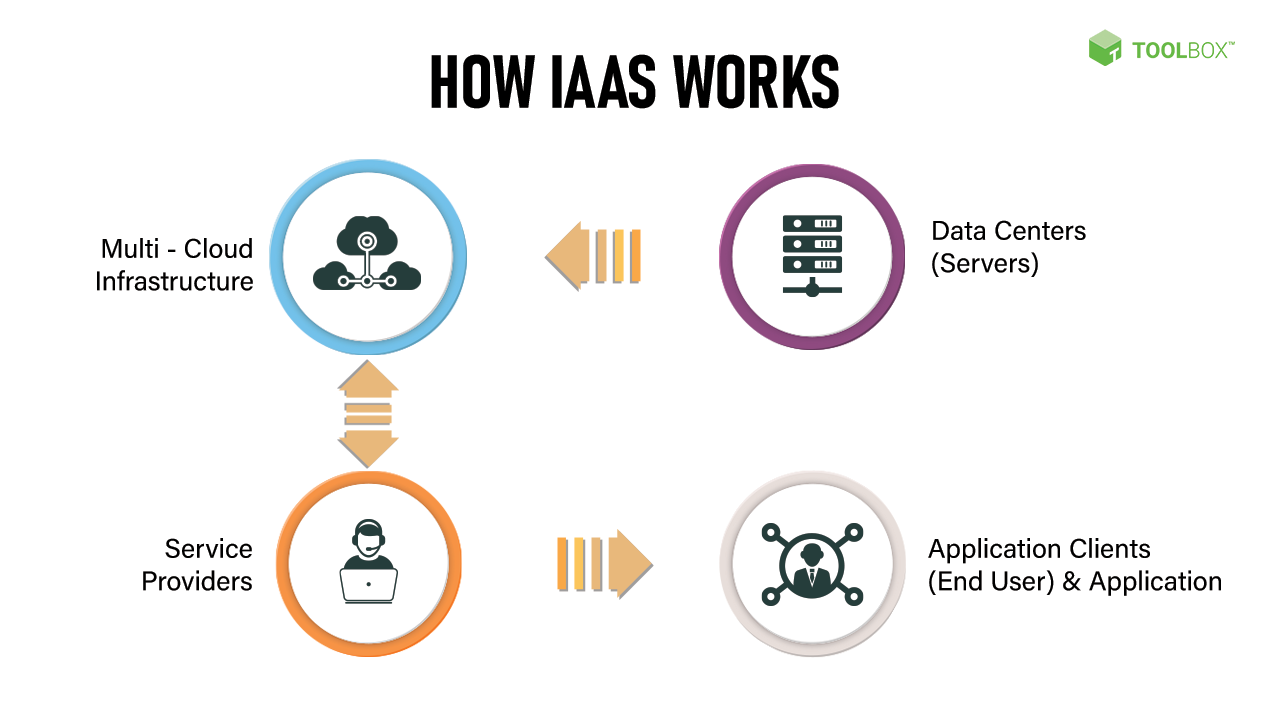 TOOLBOX™
HOW IAAS WORKS
Multi - Cloud
Infrastructure
Data Centers
(Servers)
Service
Providers
Application Clients
(End User) & Application